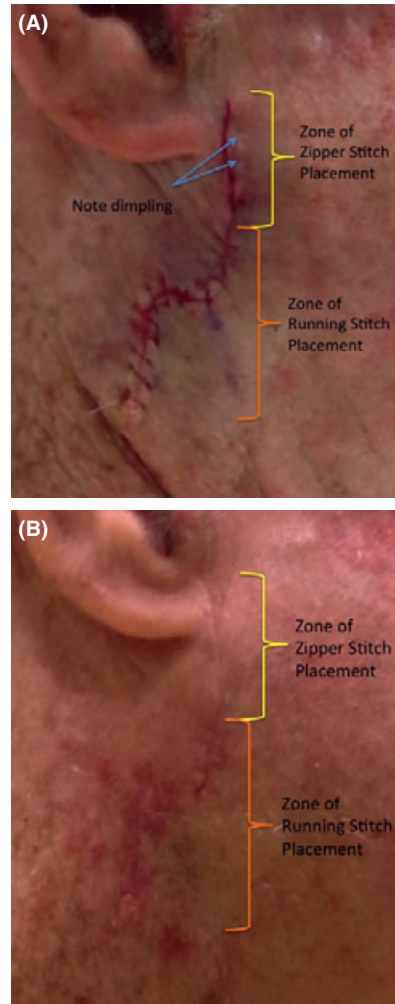 (A)
Zone of
Zipper Stitch
Placement
Note dimpling
Zone of
Running Stitch
Placement
(B)
Zone of
Zipper Stitch
Placement
Zone of
Running Stitch
Placement